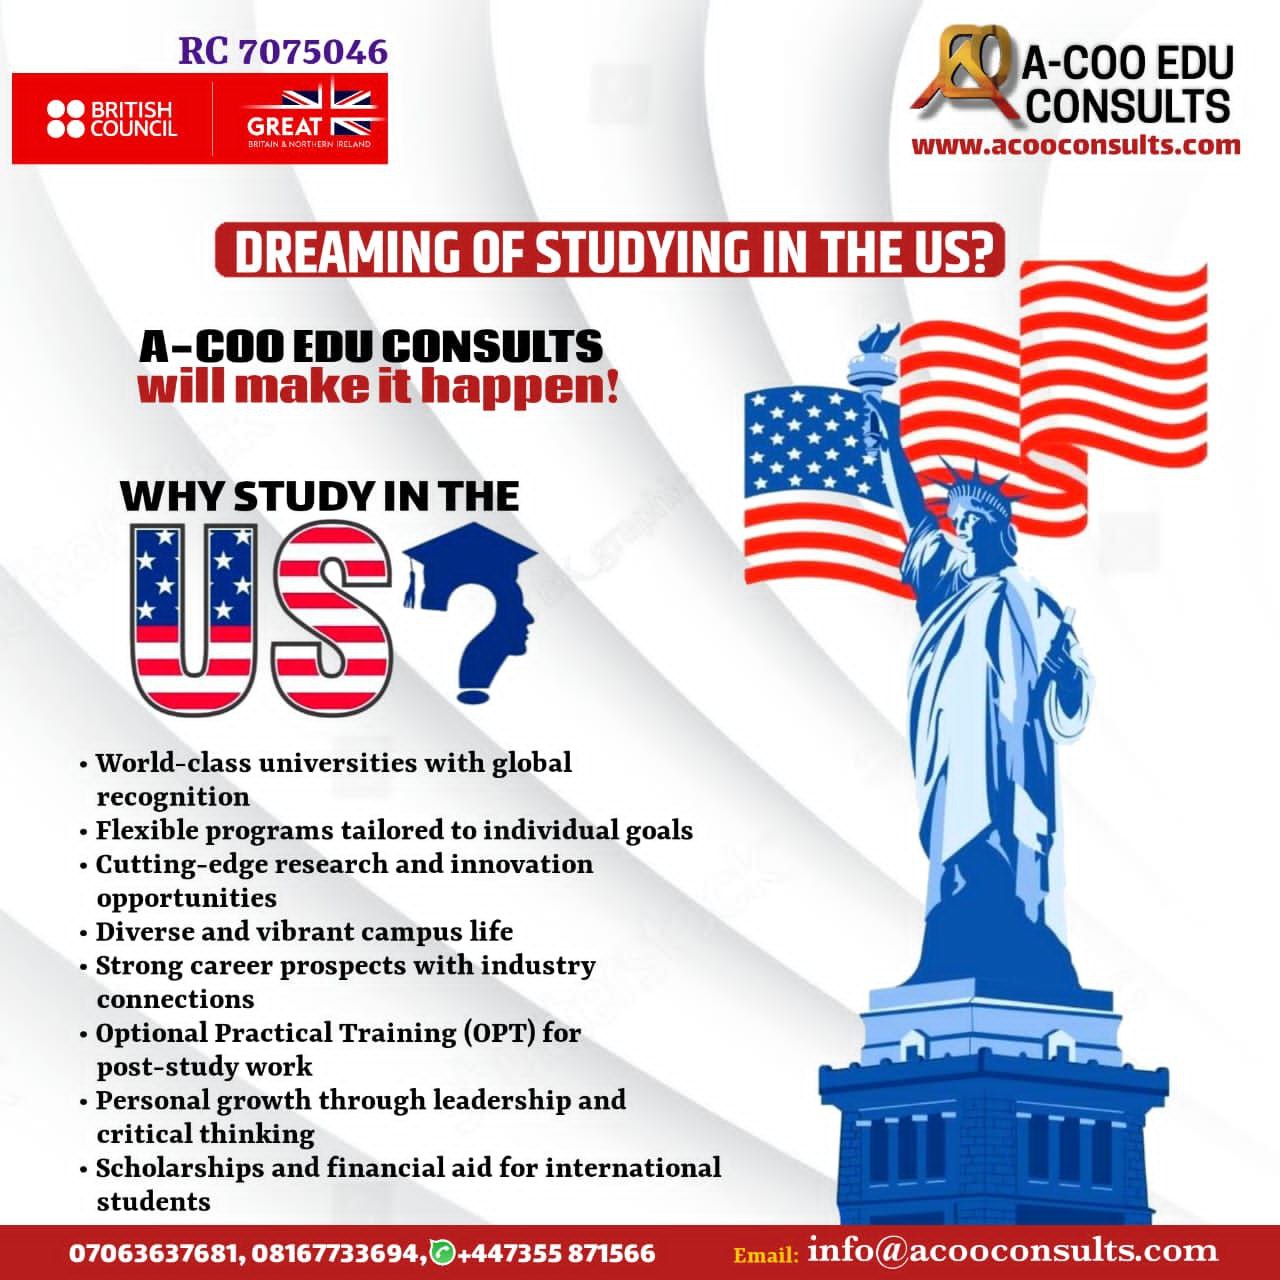 RC 7075046
BRITISH
COUNCIL
GREAT
BRITAIN & NORTHERN IRELAND
A-COO EDU
CONSULTS
www.acooconsults.com
DREAMING OF STUDYING IN THE US?
A-COO EDU CONSULTS
will make it happen!
WHY STUDY IN THE
US?
• World-class universities with global
recognition
• Flexible programs tailored to individual goals
• Cutting-edge research and innovation
opportunities
• Diverse and vibrant campus life
• Strong career prospects with industry
connections
• Optional Practical Training (OPT) for
post-study work
• Personal growth through leadership and
critical thinking
• Scholarships and financial aid for international
students
07063637681, 08167733694, +447355 871566
Email: info@acooconsults.com